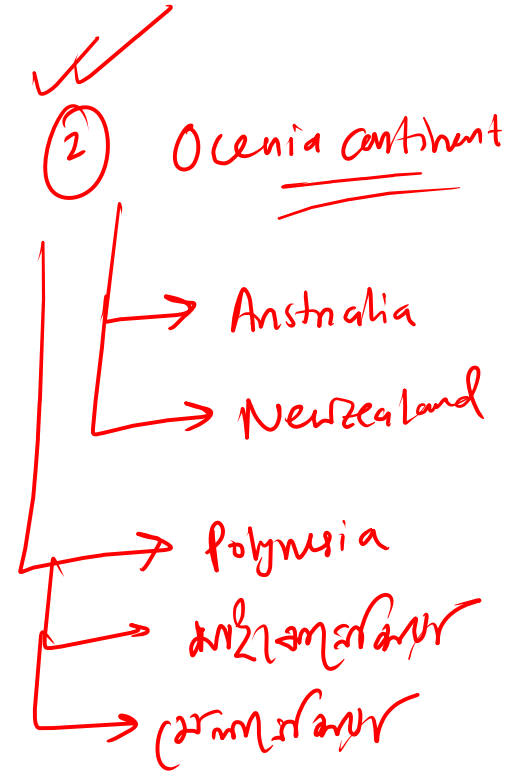 2 Ocenia continent
Australia
Newzealand
Polynesia
মাইক্রোনেশিয়া
মেলানেশিয়া